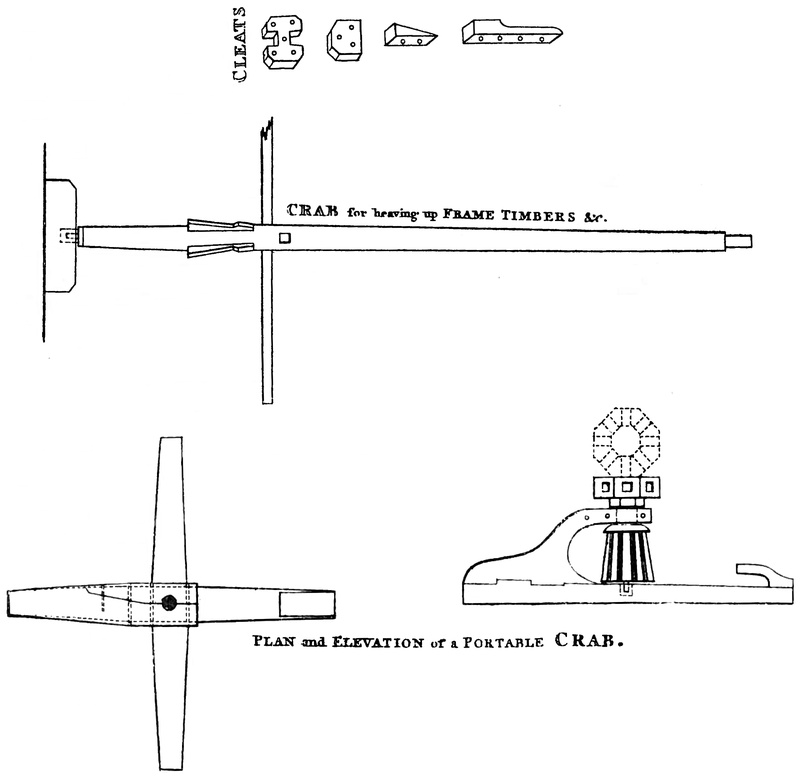 CLEATS
CRAB for heaving up FRAME TIMBERS &c.
PLAN and ELEVATION of a PORTABLE CRAB.